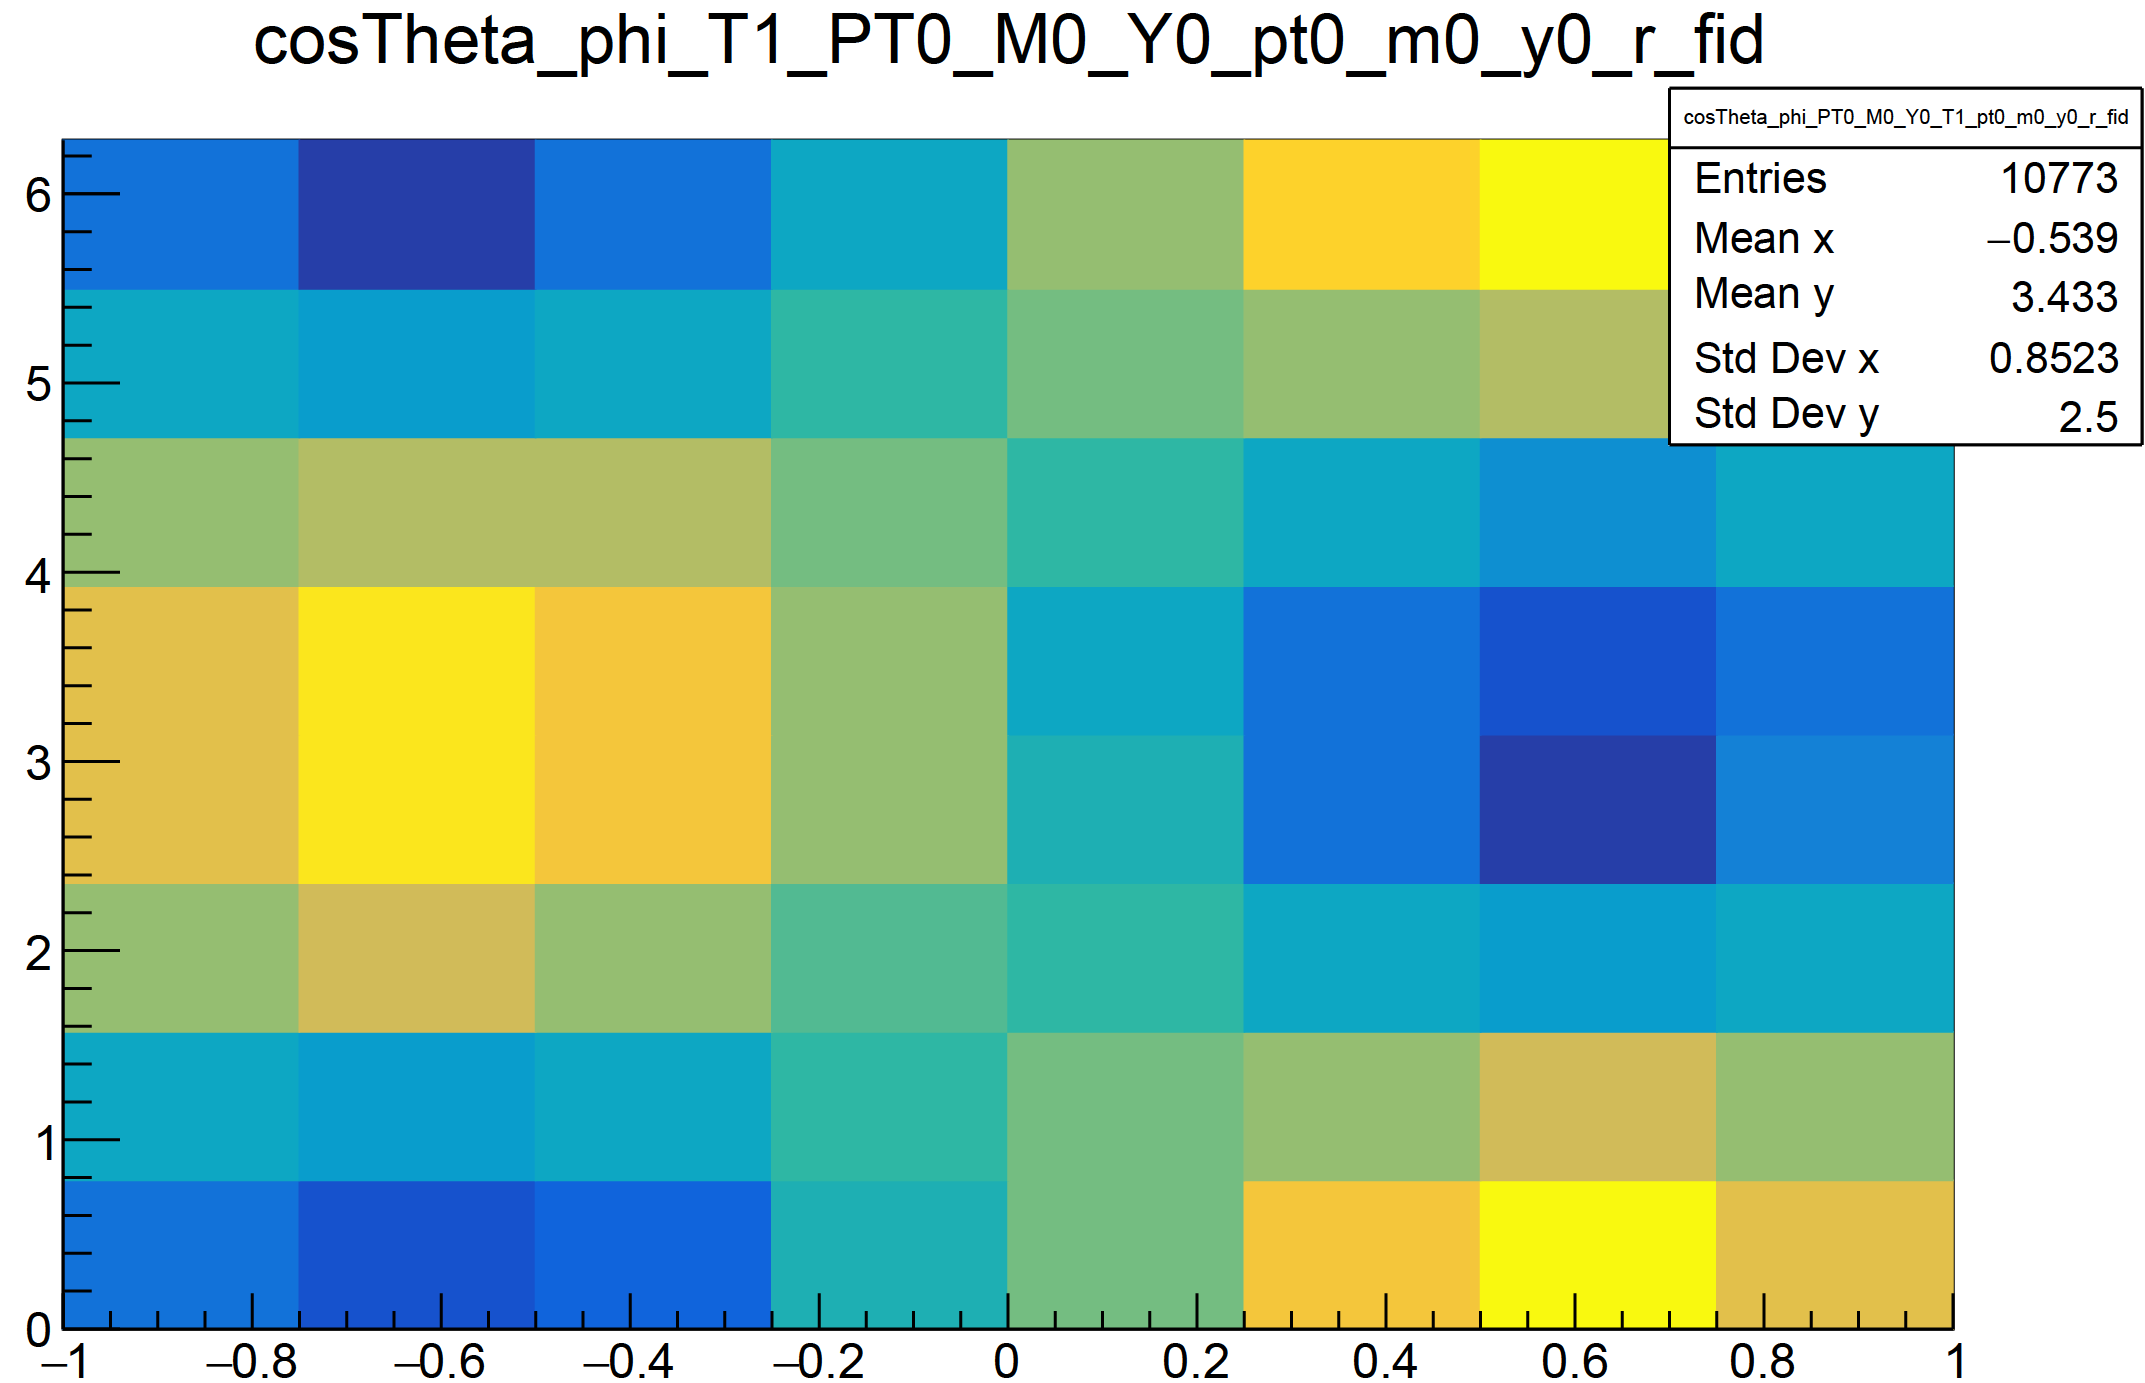 cosTheta_phi_T1_PT0_M0_Y0_pt0_m0_y0_r_fid
cosTheta_phi_PT0_M0_Y0_T1_pt0_m0_y0_r_fid
Entries 10773
Mean x −0.539
Mean y 3.433
Std Dev x 0.8523
Std Dev y 2.5
6
5
4
3
2
1
0
−1 −0.8 −0.6 −0.4 −0.2 0 0.2 0.4 0.6 0.8 1